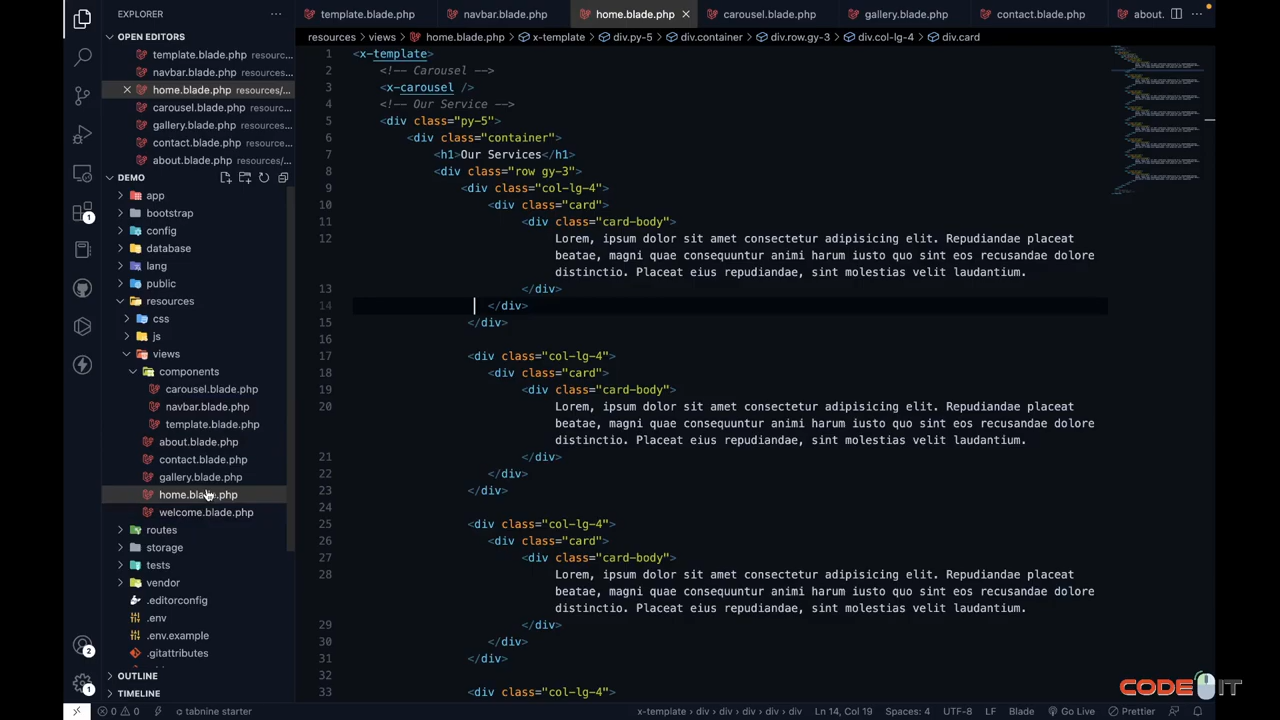 EXPLORER
template.blade.php
navbar.blade.php
home.blade.php
carousel.blade.php
gallery.blade.php
contact.blade.php
about.
OPEN EDITORS
template.blade.php resourc...
navbar.blade.php resources...
home.blade.php resources/...
carousel.blade.php resourc...
gallery.blade.php resource...
contact.blade.php resourc...
about.blade.php resources/...
DEMO
app
bootstrap
config
database
lang
public
resources
css
js
views
components
carousel.blade.php
navbar.blade.php
template.blade.php
about.blade.php
contact.blade.php
gallery.blade.php
home.blade.php
welcome.blade.php
routes
storage
tests
vendor
.editorconfig
.env
.env.example
.gitattributes
OUTLINE
TIMELINE
1
2
1
resources > views > home.blade.php > x-template > div.py-5 > div.container > div.row.gy-3 > div.col-lg-4 > div.card
1 <x-template>
2 <!-- Carousel -->
3 <x-carousel />
4 <!-- Our Service -->
5 <div class="py-5">
6 <div class="container">
7 <h1>Our Services</h1>
8 <div class="row gy-3">
9 <div class="col-lg-4">
10 <div class="card">
11 <div class="card-body">
12 Lorem, ipsum dolor sit amet consectetur adipisicing elit. Repudiandae placeat
beatae, magni quae consequuntur animi harum iusto quo sint eos recusandae dolore
distinctio. Placeat eius repudiandae, sint molestias velit laudantium.
13 </div>
14 </div>
15 </div>
16
17 <div class="col-lg-4">
18 <div class="card">
19 <div class="card-body">
20 Lorem, ipsum dolor sit amet consectetur adipisicing elit. Repudiandae placeat
beatae, magni quae consequuntur animi harum iusto quo sint eos recusandae dolore
distinctio. Placeat eius repudiandae, sint molestias velit laudantium.
21 </div>
22 </div>
23 </div>
24
25 <div class="col-lg-4">
26 <div class="card">
27 <div class="card-body">
28 Lorem, ipsum dolor sit amet consectetur adipisicing elit. Repudiandae placeat
beatae, magni quae consequuntur animi harum iusto quo sint eos recusandae dolore
distinctio. Placeat eius repudiandae, sint molestias velit laudantium.
29 </div>
30 </div>
31 </div>
32
33 <div class="col-lg-4">
CODE IT
0 0 tabnine starter
x-template > div > div > div > div > div Ln 14, Col 19 Spaces: 4 UTF-8 LF Blade Go Live Prettier